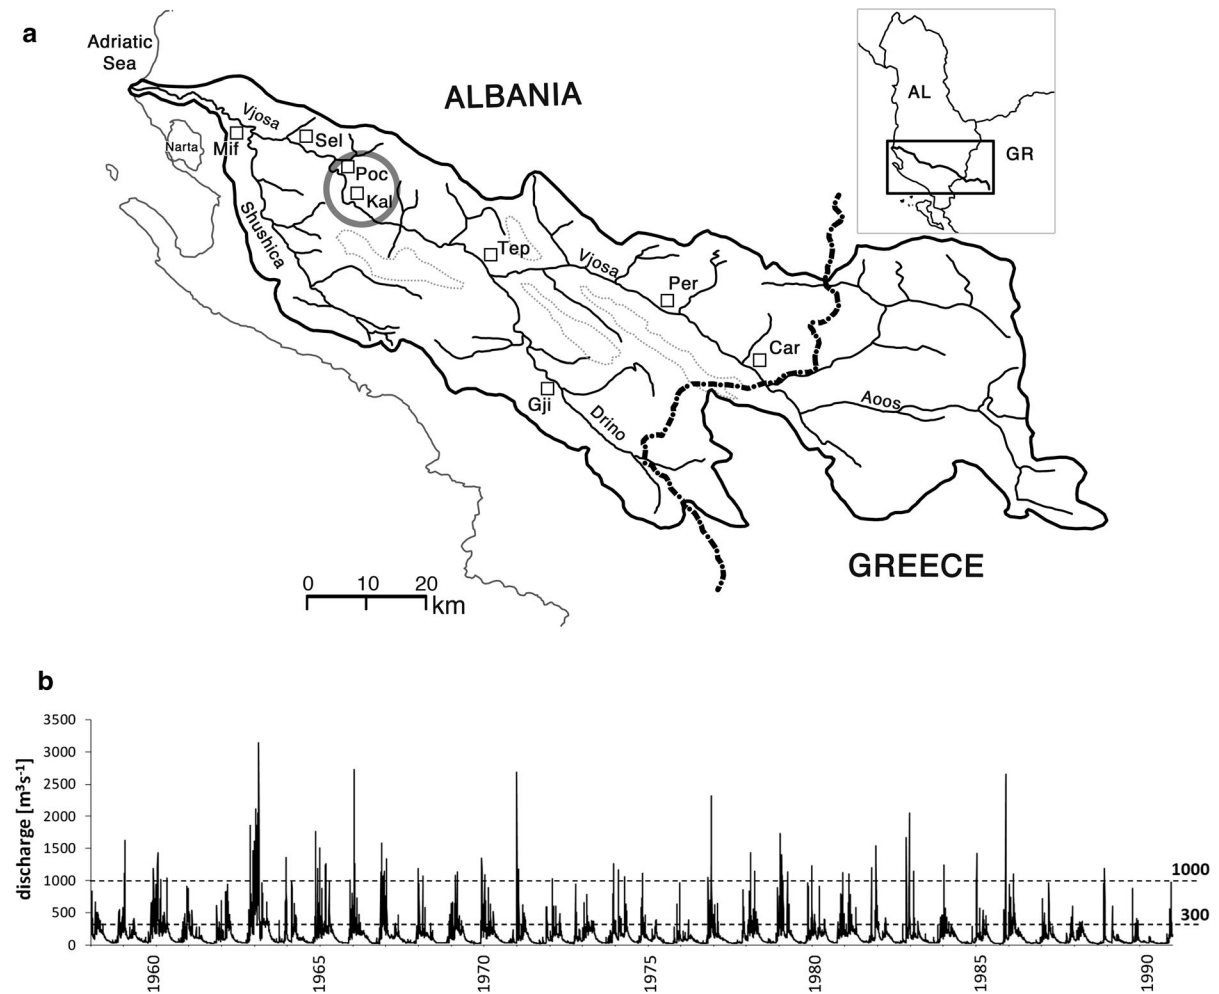 a
Adriatic
Sea
ALBANIA
AL
GR
Vjosa
Narta
Mif
Sel
Poc
Kal
Shushica
Tep
Vjosa
Per
Car
Gji
Drino
Aoos
GREECE
0 10 20
km
b
discharge [m³s⁻¹]
3500
3000
2500
2000
1500
1000
500
0
1000
300
1960 1965 1970 1975 1980 1985 1990